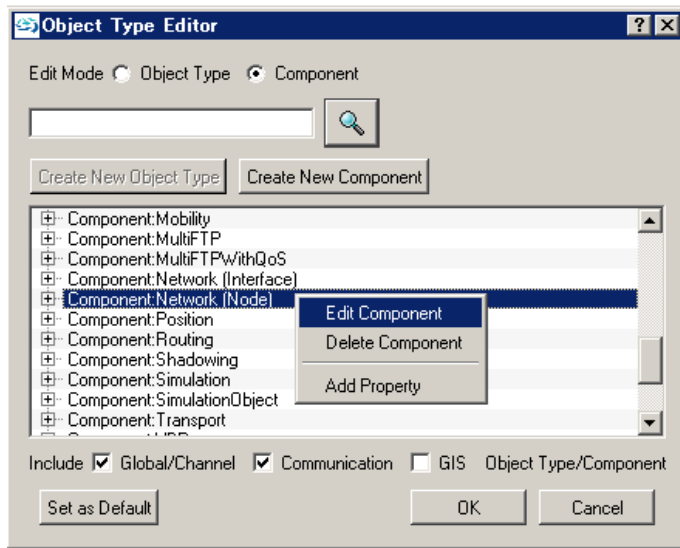 Object Type Editor
Edit Mode Object Type Component
Create New Object Type Create New Component
Component:Mobility
Component:MultiFTP
Component:MultiFTPWithQoS
Component:Network (Interface)
Component:Network (Node)
Component:Position
Component:Routing
Component:Shadowing
Component:Simulation
Component:SimulationObject
Component:Transport
Edit Component
Delete Component
Add Property
Include Global/Channel Communication GIS Object Type/Component
Set as Default OK Cancel